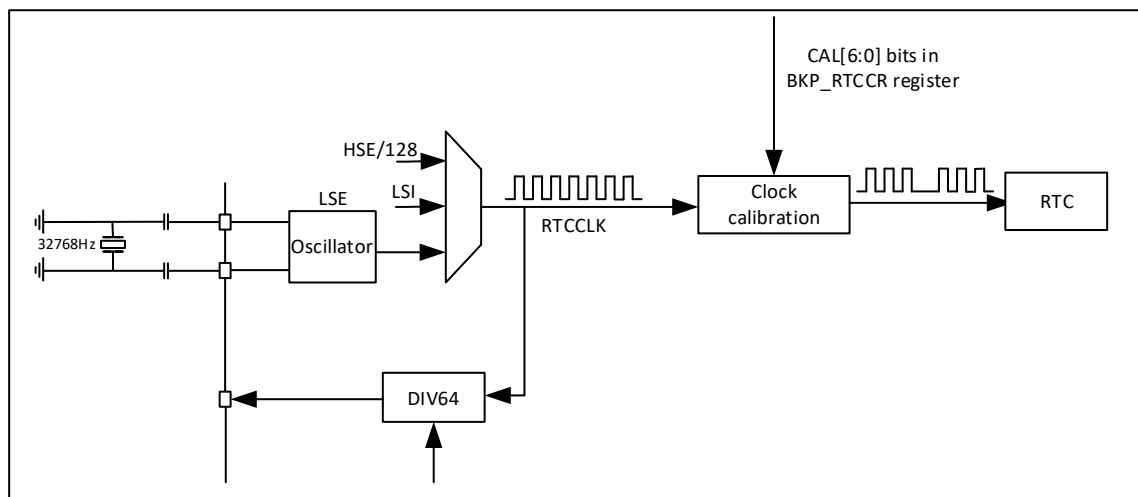 CAL[6:0] bits in
BKP_RTCCR register
HSE/128
LSI
LSE
Clock
calibration
RTC
RTCCLK
32768Hz
Oscillator
DIV64